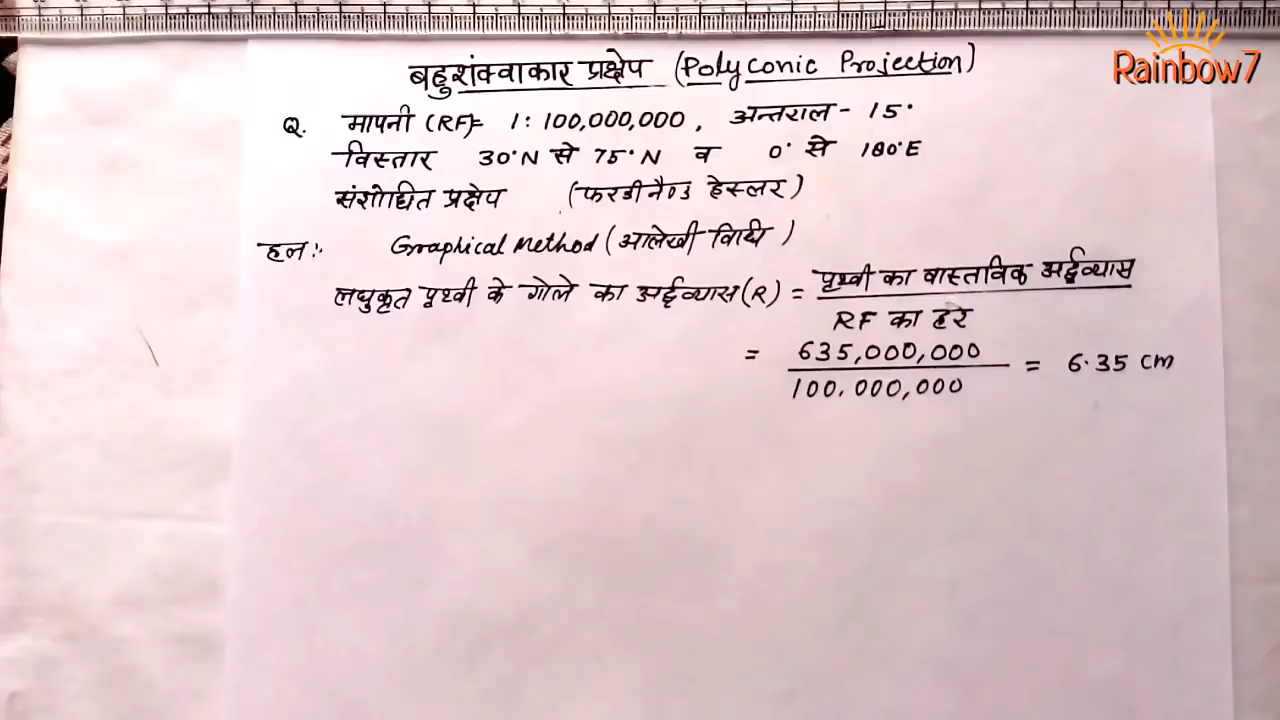 Rainbow7
बहुशंक्वाकार प्रक्षेप (Polyconic Projection)
Q. मापनी (RF)= 1: 100,000,000, अन्तराल - 15°
विस्तार 30°N से 75°N व 0° से 180°E
संशोधित प्रक्षेप (फरडीनैण्ड हेस्लर)
हल:- Graphical Method (आलेखी विधि)
लघुकृत पृथ्वी के गोले का अर्द्धव्यास (R) = पृथ्वी का वास्तविक अर्द्धव्यास
RF का हर
= 635,000,000 = 6.35 cm
100,000,000